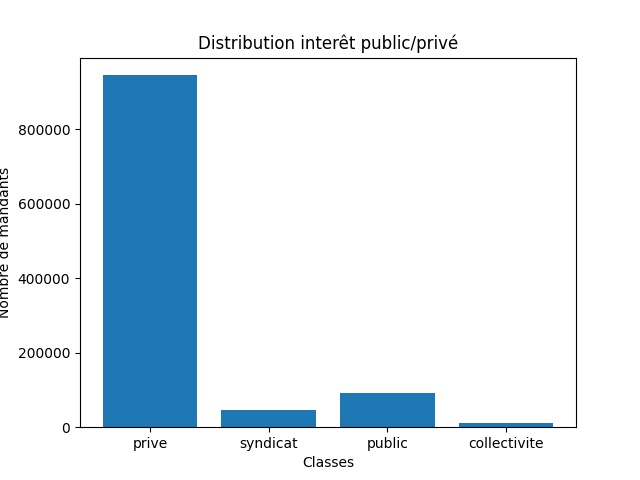 Distribution interêt public/privé
Nombre de mandants
800000
600000
400000
200000
0
prive syndicat public collectivite
Classes